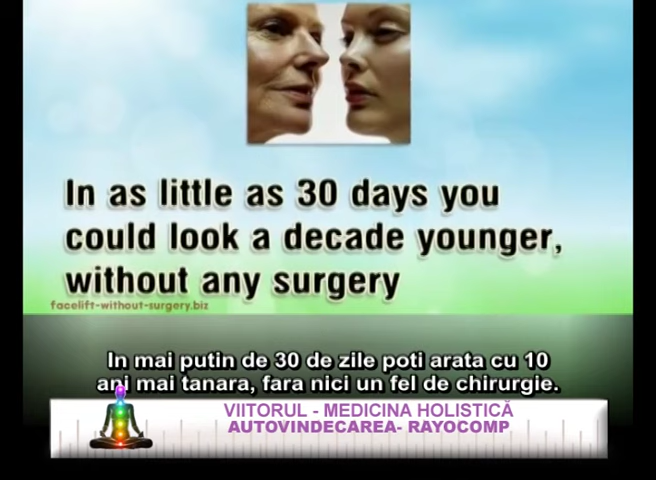 In as little as 30 days you
could look a decade younger,
without any surgery
facelift-without-surgery.biz
In mai putin de 30 de zile poti arata cu 10
ani mai tanara, fara nici un fel de chirurgie.
VIITORUL - MEDICINA HOLISTICĂ
AUTOVINDECAREA- RAYOCOMP